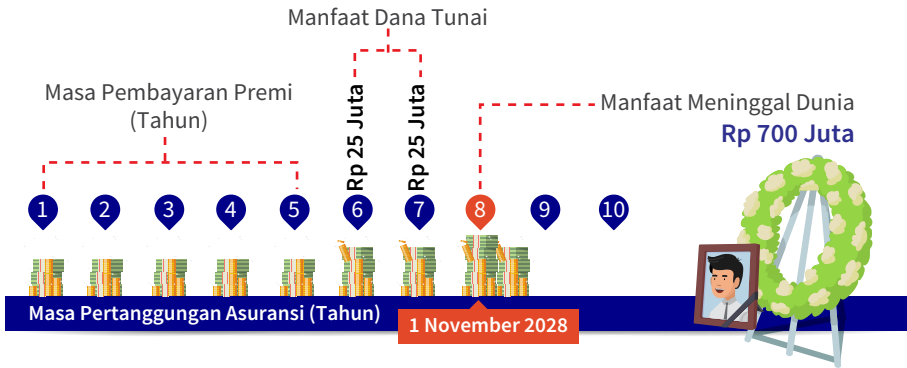 Manfaat Dana Tunai
Masa Pembayaran Premi
(Tahun)
Rp 25 Juta
Rp 25 Juta
Manfaat Meninggal Dunia
Rp 700 Juta
1 2 3 4 5 6 7 8 9 10
Masa Pertanggungan Asuransi (Tahun)
1 November 2028